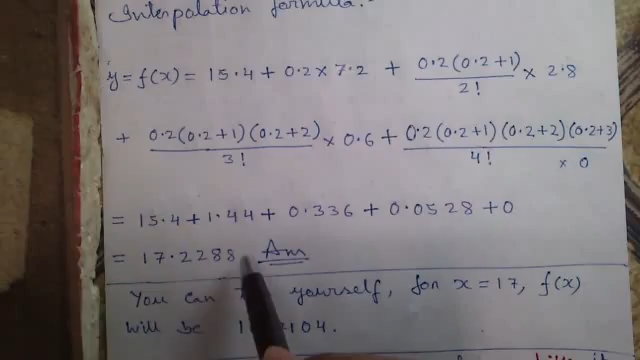 Interpolation formula.
y = f(x) = 15.4 + 0.2 × 7.2 + 0.2(0.2+1)/2! × 2.8
+ 0.2(0.2+1)(0.2+2)/3! × 0.6 + 0.2(0.2+1)(0.2+2)(0.2+3)/4! × 0
= 15.4 + 1.44 + 0.336 + 0.0528 + 0
= 17.2288 Ans
You can yourself, for x = 17, f(x)
will be